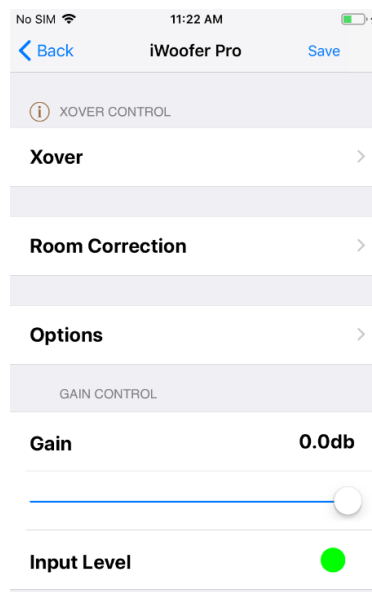 No SIM 11:22 AM
Back iWoofer Pro Save
XOVER CONTROL
Xover
Room Correction
Options
GAIN CONTROL
Gain 0.0db
Input Level